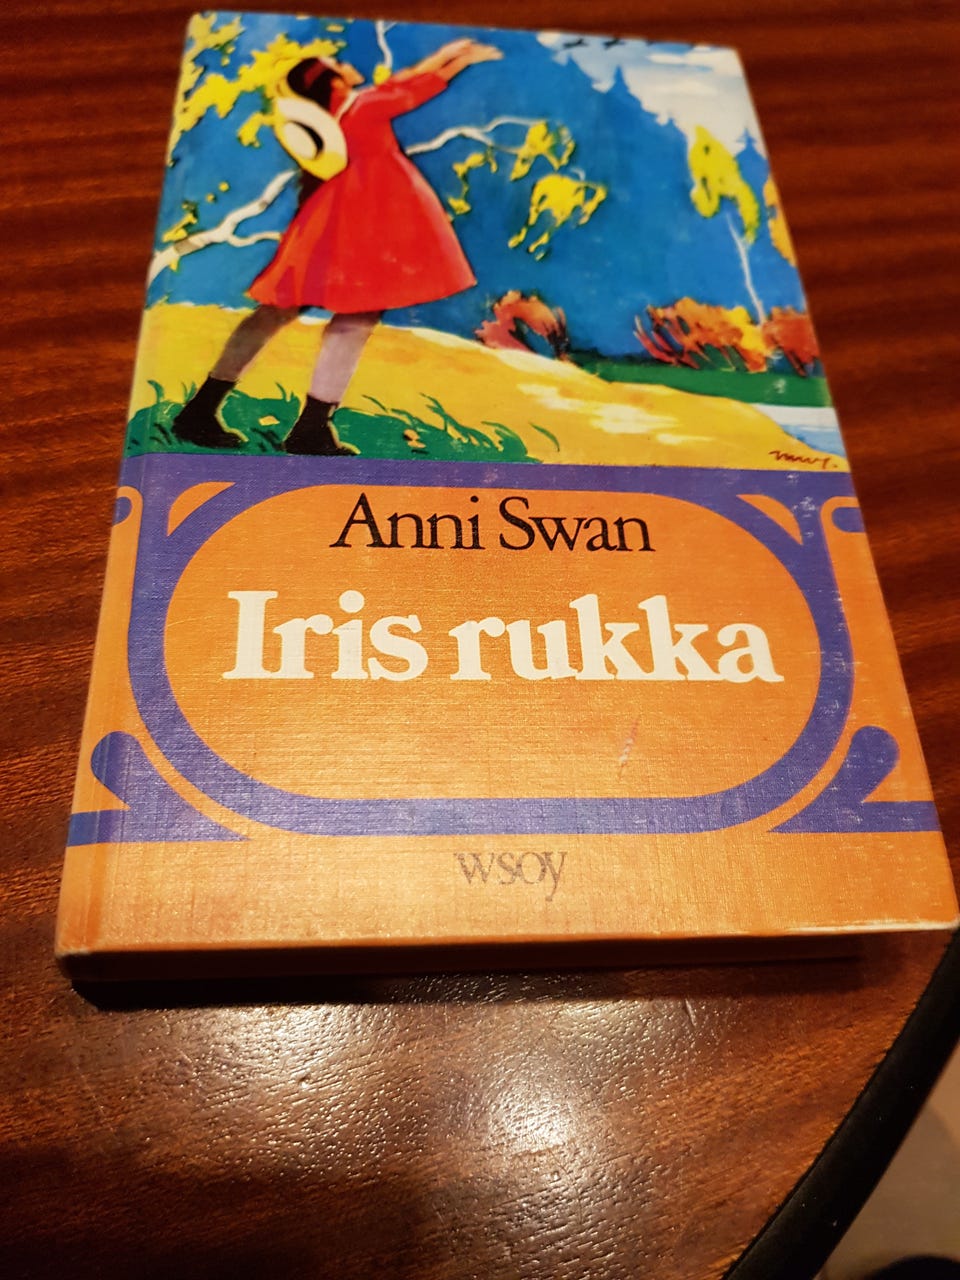 Anni Swan
Iris rukka
wsoy